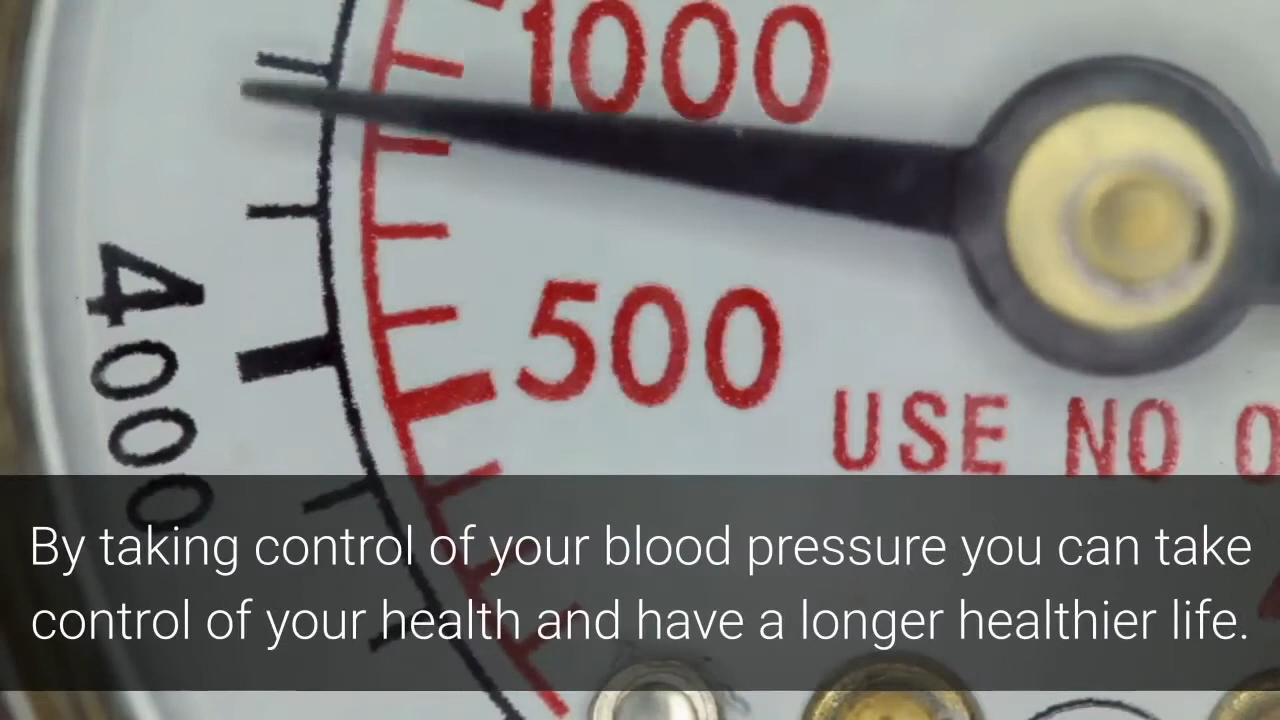 1000
500
4000
USE NO
By taking control of your blood pressure you can take
control of your health and have a longer healthier life.